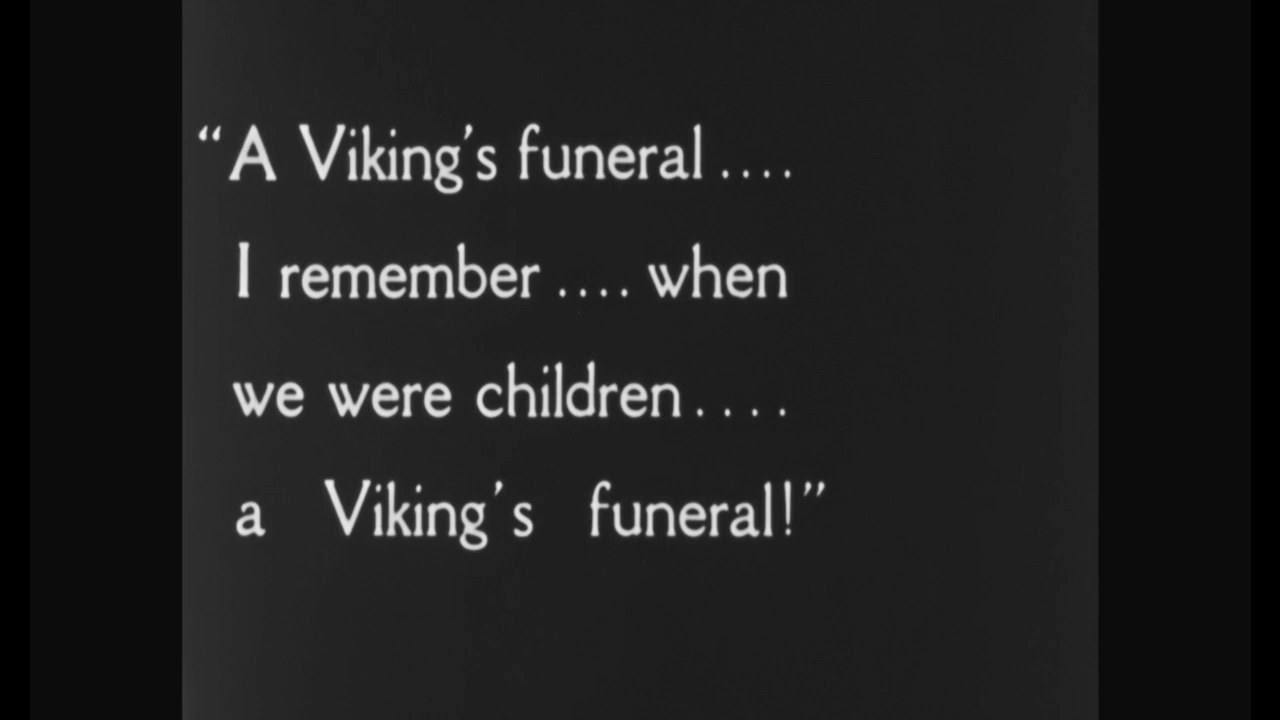 “A Viking’s funeral ....
I remember .... when
we were children ....
a Viking’s funeral!”